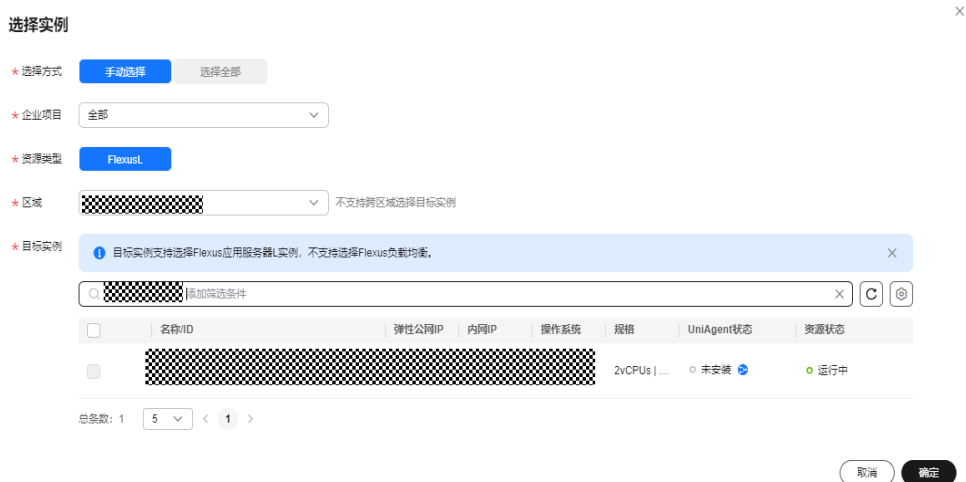 选择实例
* 选择方式 手动选择 选择全部
* 企业项目 全部
* 资源类型 FlexusL
* 区域 不支持跨区域选择目标实例
* 目标实例 目标实例支持选择Flexus应用服务器L实例，不支持选择Flexus负载均衡。
添加筛选条件
名称/ID 弹性公网IP 内网IP 操作系统 规格 UniAgent状态 资源状态
2vCPUs | ... 未安装 运行中
总条数：1 5 1
取消 确定